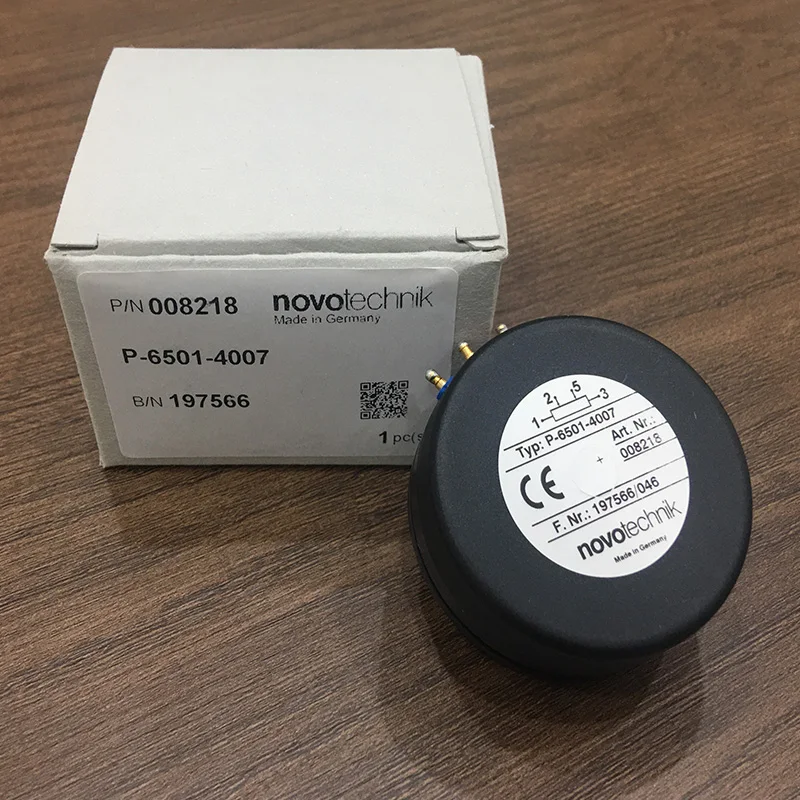 P/N 008218 novotechnik
Made in Germany
P-6501-4007
B/N 197566
1 pc(s
2 5
1 3
Typ: P-6501-4007
Art. Nr.:
008218
CE
F. Nr.: 197566/046
novotechnik
Made in Germany